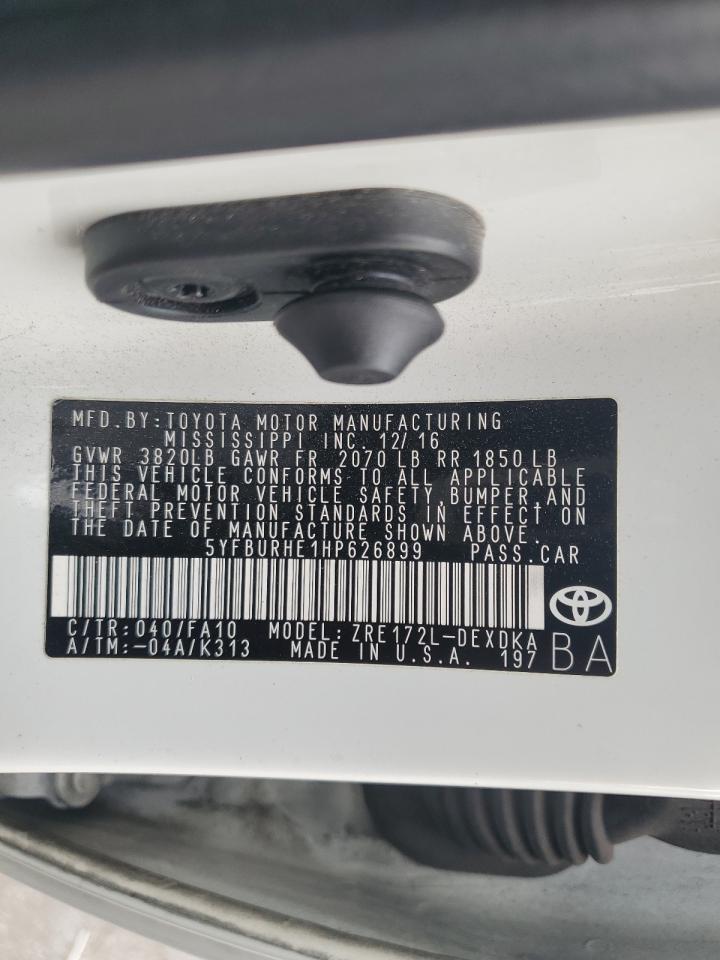 MFD. BY: TOYOTA MOTOR MANUFACTURING
MISSISSIPPI INC. 12/16
GVWR 3820LB GAWR FR 2070 LB RR 1850 LB
THIS VEHICLE CONFORMS TO ALL APPLICABLE
FEDERAL MOTOR VEHICLE SAFETY, BUMPER AND
THEFT PREVENTION STANDARDS IN EFFECT ON
THE DATE OF MANUFACTURE SHOWN ABOVE.
5YFBURHE1HP626899 PASS.CAR
C/TR: 040/FA10 MODEL: ZRE172L-DEXDKA
A/TM: -04A/K313 MADE IN U.S.A. 197 BA